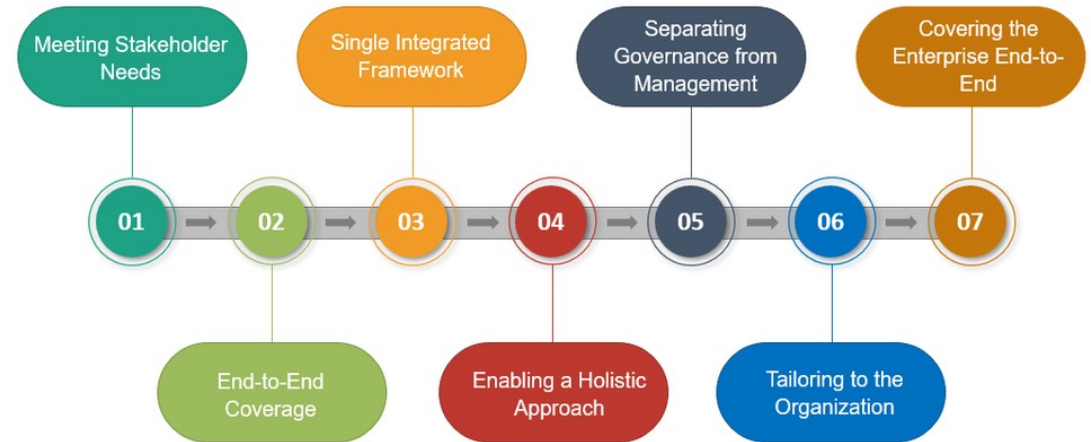 Meeting Stakeholder
Needs
Single Integrated
Framework
Separating
Governance from
Management
Covering the
Enterprise End-to-
End
01
02
03
04
05
06
07
End-to-End
Coverage
Enabling a Holistic
Approach
Tailoring to the
Organization